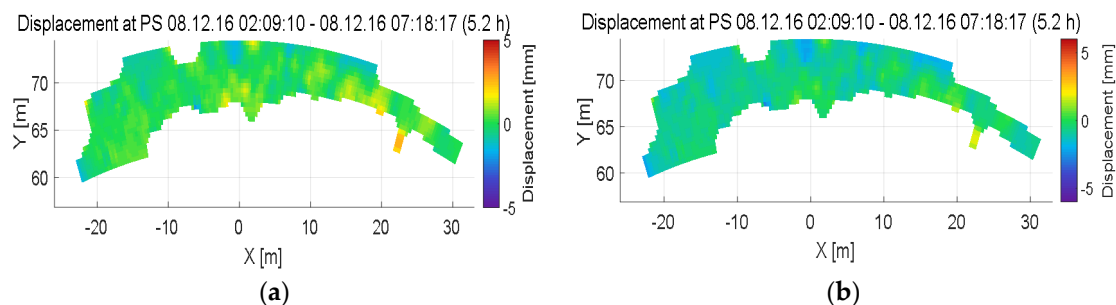 Displacement at PS 08.12.16 02:09:10 - 08.12.16 07:18:17 (5.2 h)
70
65
60
Y [m]
-20
-10
0
10
20
30
X [m]
5
0
-5
Displacement [mm]
(a)
Displacement at PS 08.12.16 02:09:10 - 08.12.16 07:18:17 (5.2 h)
70
65
60
Y [m]
-20
-10
0
10
20
30
X [m]
5
0
-5
Displacement [mm]
(b)